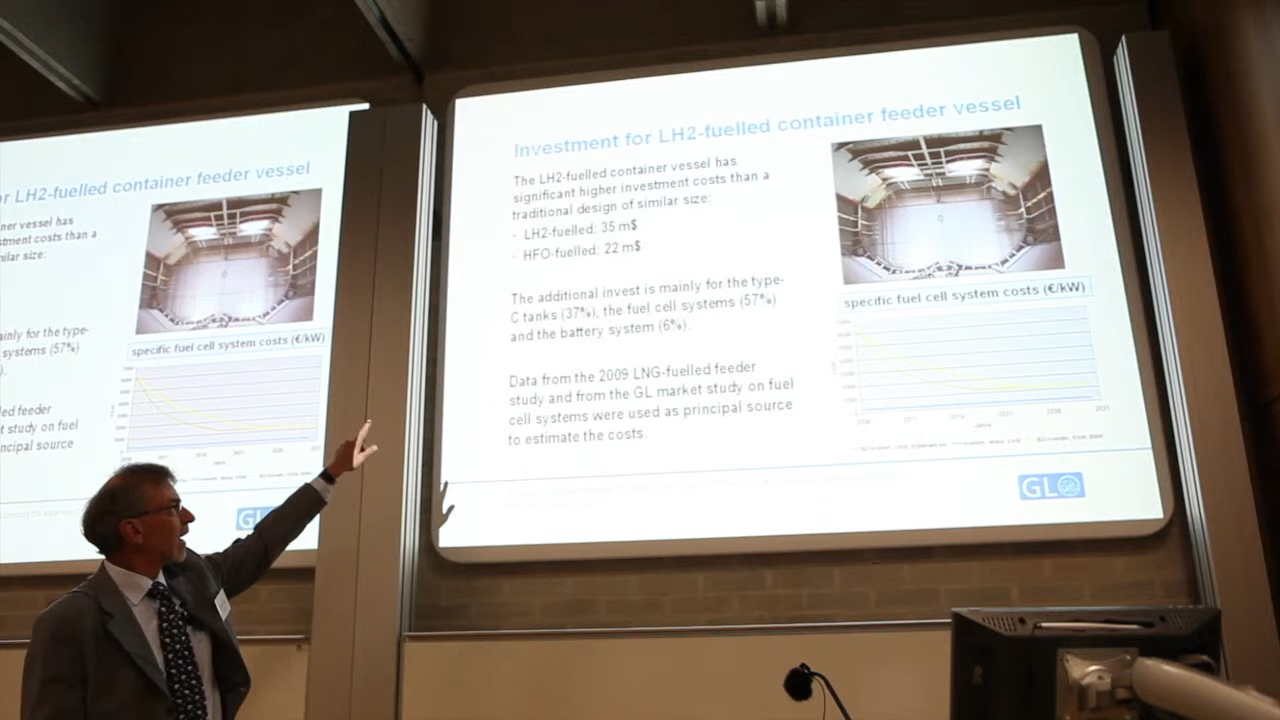 or LH2-fuelled container feeder vessel
ner vessel has
stment costs than a
milar size:
ainly for the type-
systems (57%)
).
led feeder
t study on fuel
ncipal source
specific fuel cell system costs (€/kW)
GL
Investment for LH2-fuelled container feeder vessel
The LH2-fuelled container vessel has
significant higher investment costs than a
traditional design of similar size:
· LH2-fuelled: 35 m$
· HFO-fuelled: 22 m$
The additional invest is mainly for the type-
C tanks (37%), the fuel cell systems (57%)
and the battery system (6%).
Data from the 2009 LNG-fuelled feeder
study and from the GL market study on fuel
cell systems were used as principal source
to estimate the costs.
specific fuel cell system costs (€/kW)
GL